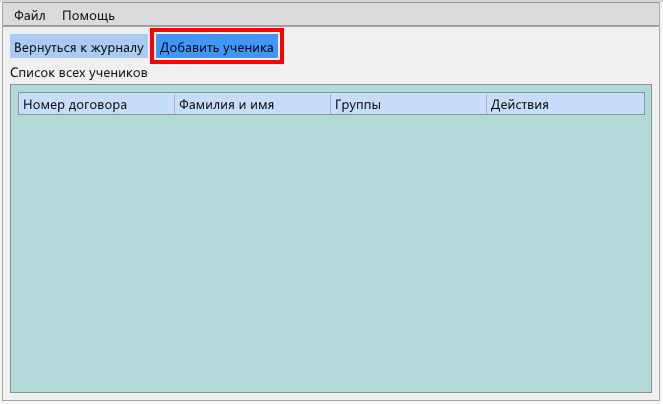 Файл Помощь
Вернуться к журналу Добавить ученика
Список всех учеников
Номер договора Фамилия и имя Группы Действия